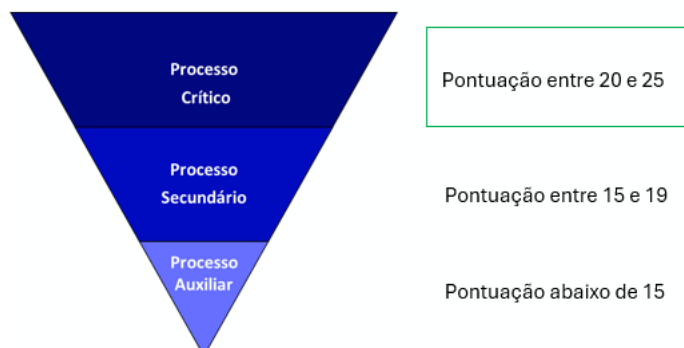 Processo
Crítico
Pontuação entre 20 e 25
Processo
Secundário
Pontuação entre 15 e 19
Processo
Auxiliar
Pontuação abaixo de 15